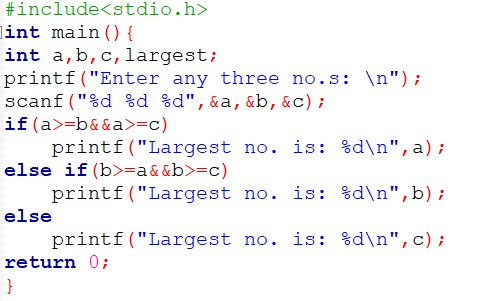 #include<stdio.h>
int main(){
int a,b,c,largest;
printf("Enter any three no.s: \n");
scanf("%d %d %d",&a,&b,&c);
if(a>=b&&a>=c)
    printf("Largest no. is: %d\n",a);
else if(b>=a&&b>=c)
    printf("Largest no. is: %d\n",b);
else
    printf("Largest no. is: %d\n",c);
return 0;
}